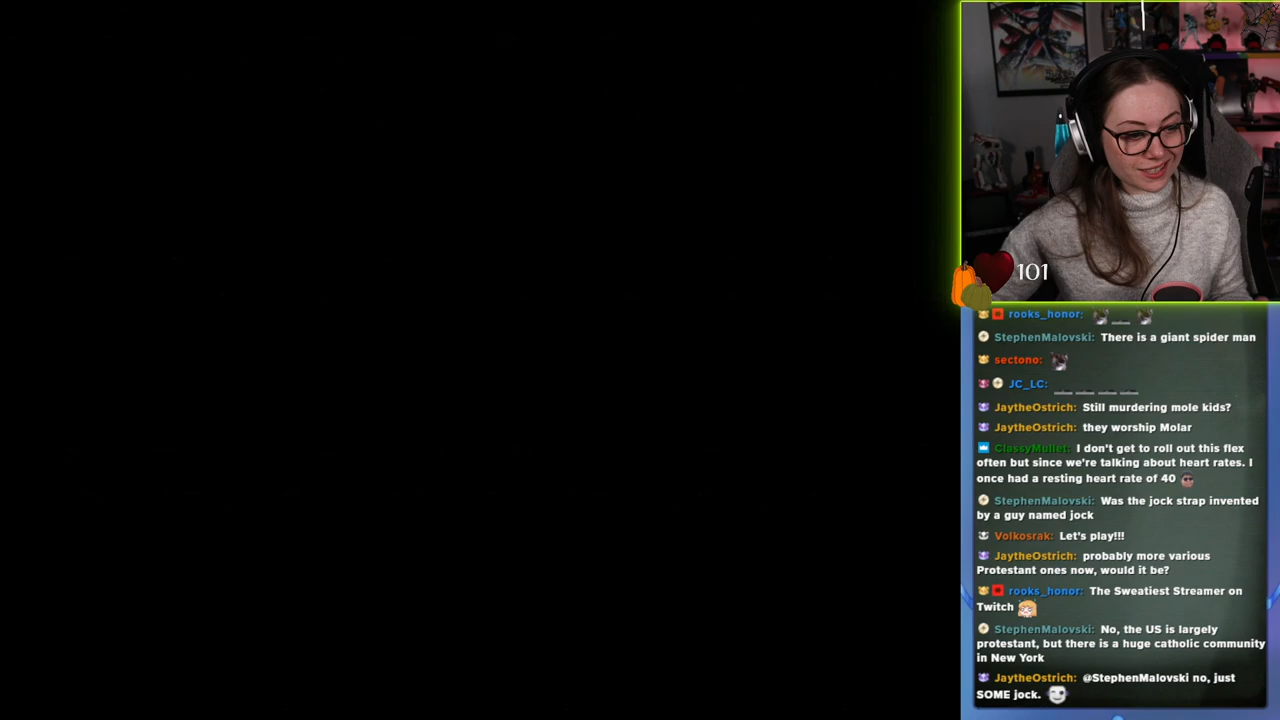 101
rooks_honor:
StephenMalovski: There is a giant spider man
sectono:
JC_LC:
JaytheOstrich: Still murdering mole kids?
JaytheOstrich: they worship Molar
ClassyMullet: I don't get to roll out this flex
often but since we're talking about heart rates. I
once had a resting heart rate of 40
StephenMalovski: Was the jock strap invented
by a guy named jock
Volkosrak: Let's play!!!
JaytheOstrich: probably more various
Protestant ones now, would it be?
rooks_honor: The Sweatiest Streamer on
Twitch
StephenMalovski: No, the US is largely
protestant, but there is a huge catholic community
in New York
JaytheOstrich: @StephenMalovski no, just
SOME jock.